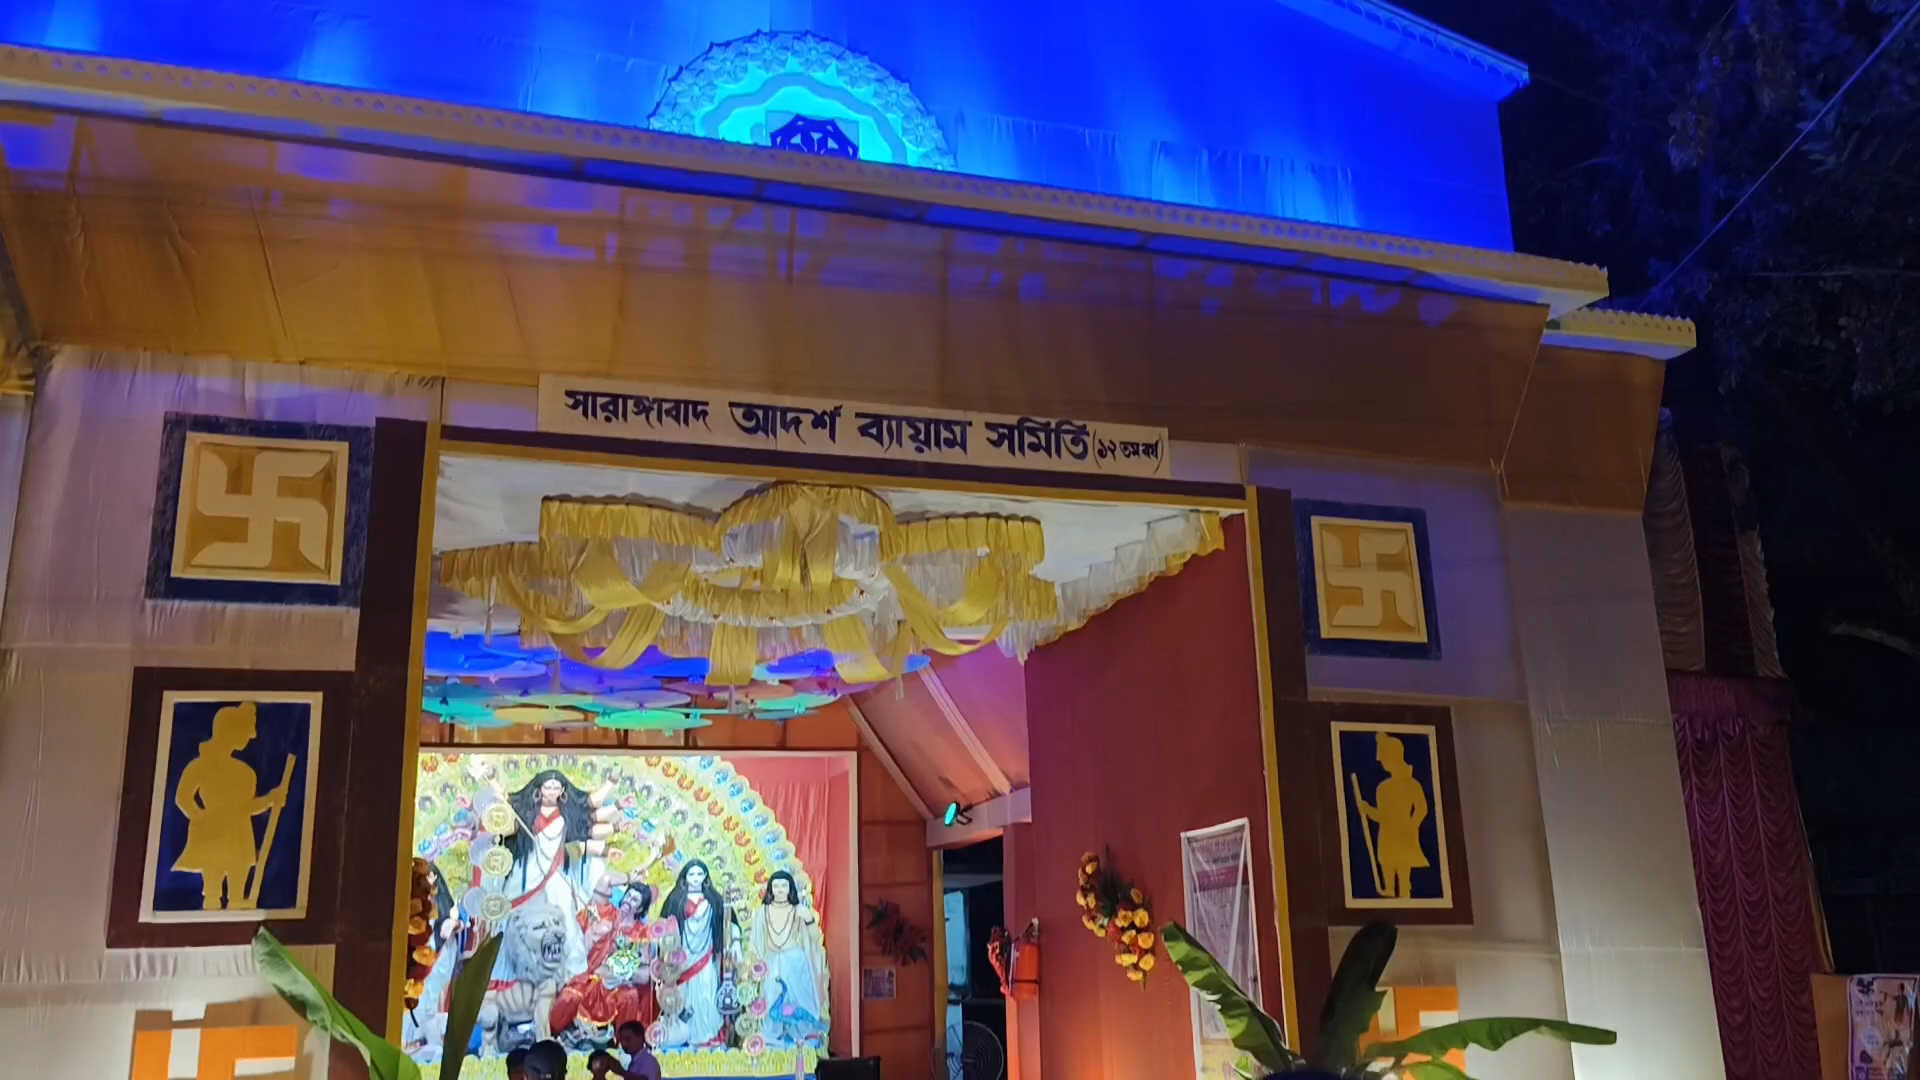 সারাঙ্গাবাদ আদর্শ ব্যায়াম সমিতি (১২ তম বর্ষ)